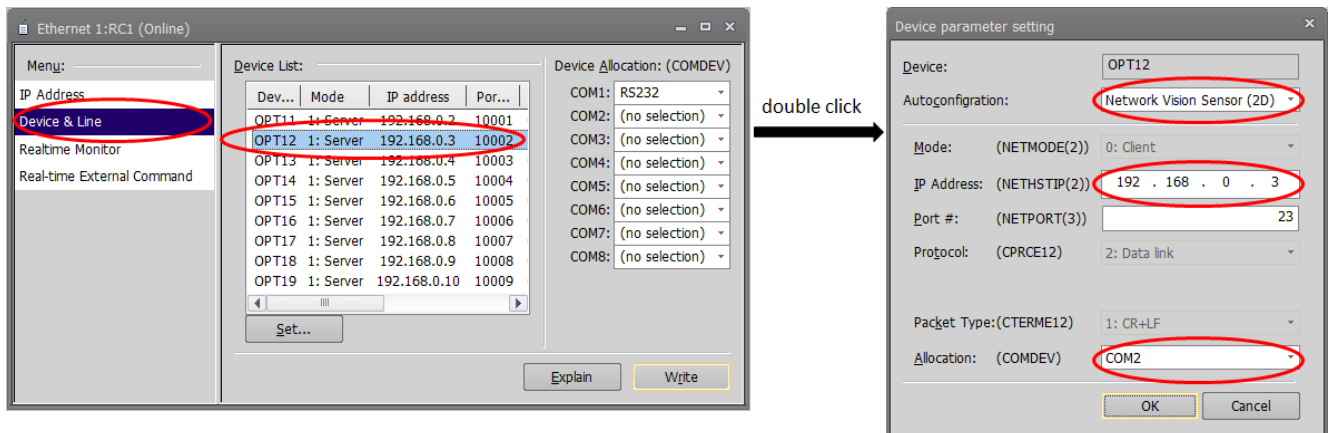 Ethernet 1:RC1 (Online)
Menu:
IP Address
Device & Line
Realtime Monitor
Real-time External Command
Device List:
Dev... Mode IP address Por...
OPT11 1: Server 192.168.0.2 10001
OPT12 1: Server 192.168.0.3 10002
OPT13 1: Server 192.168.0.4 10003
OPT14 1: Server 192.168.0.5 10004
OPT15 1: Server 192.168.0.6 10005
OPT16 1: Server 192.168.0.7 10006
OPT17 1: Server 192.168.0.8 10007
OPT18 1: Server 192.168.0.9 10008
OPT19 1: Server 192.168.0.10 10009
Set...
Device Allocation: (COMDEV)
COM1: RS232
COM2: (no selection)
COM3: (no selection)
COM4: (no selection)
COM5: (no selection)
COM6: (no selection)
COM7: (no selection)
COM8: (no selection)
Explain Write
double click
Device parameter setting
Device: OPT12
Autoconfigration: Network Vision Sensor (2D)
Mode: (NETMODE(2)) 0: Client
IP Address: (NETHSTIP(2)) 192 . 168 . 0 . 3
Port #: (NETPORT(3)) 23
Protocol: (CPRCE12) 2: Data link
Packet Type:(CTERME12) 1: CR+LF
Allocation: (COMDEV) COM2
OK Cancel